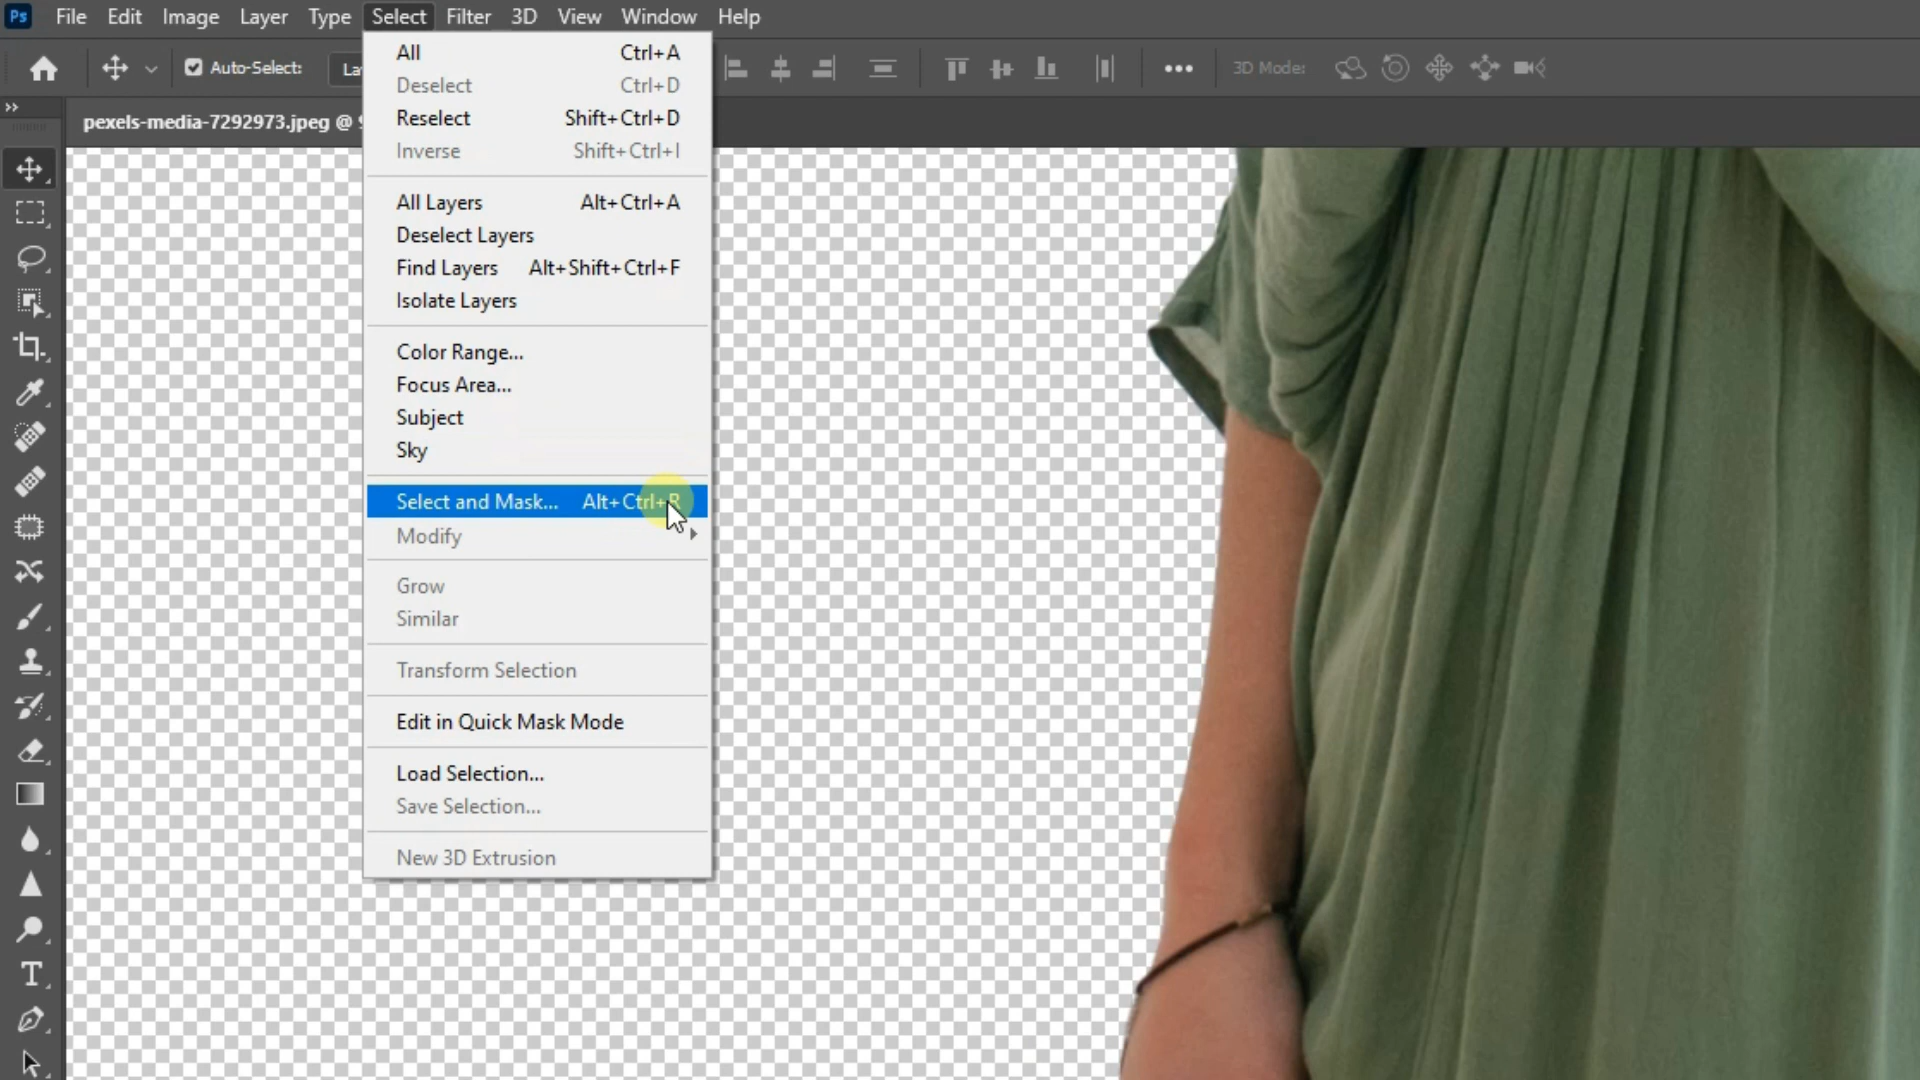 Ps File Edit Image Layer Type Select Filter 3D View Window Help
Auto-Select: 3D Mode:
pexels-media-7292973.jpeg @
All Ctrl+A
Deselect Ctrl+D
Reselect Shift+Ctrl+D
Inverse Shift+Ctrl+I
All Layers Alt+Ctrl+A
Deselect Layers
Find Layers Alt+Shift+Ctrl+F
Isolate Layers
Color Range...
Focus Area...
Subject
Sky
Select and Mask... Alt+Ctrl+R
Modify
Grow
Similar
Transform Selection
Edit in Quick Mask Mode
Load Selection...
Save Selection...
New 3D Extrusion